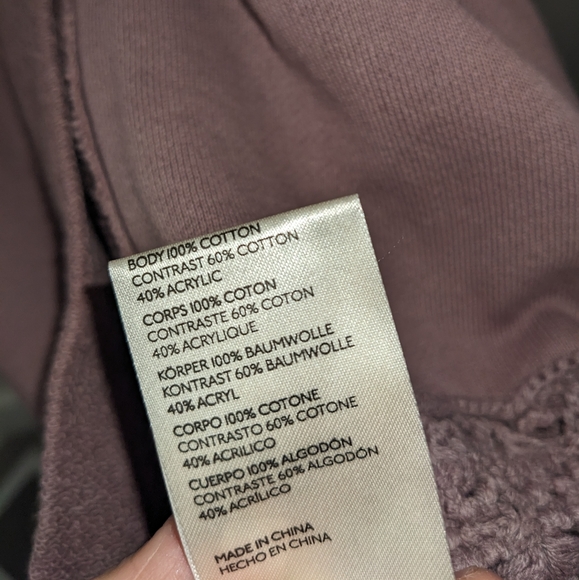 BODY 100% COTTON
CONTRAST 60% COTTON
40% ACRYLIC
CORPS 100% COTON
CONTRASTE 60% COTON
40% ACRYLIQUE
KÖRPER 100% BAUMWOLLE
KONTRAST 60% BAUMWOLLE
40% ACRYL
CORPO 100% COTONE
CONTRASTO 60% COTONE
40% ACRILICO
CUERPO 100% ALGODÓN
CONTRASTE 60% ALGODÓN
40% ACRÍLICO
MADE IN CHINA
HECHO EN CHINA